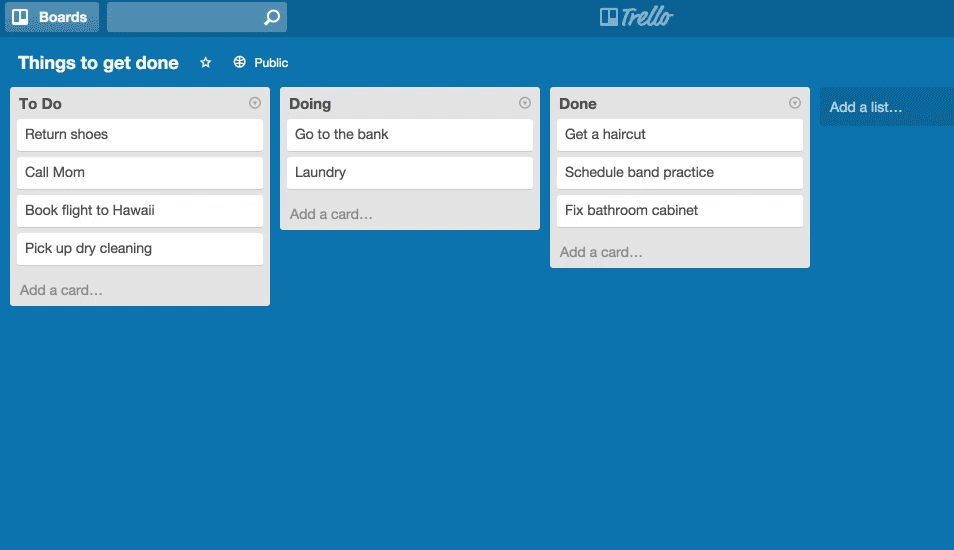 Boards
Trello
Things to get done
Public
To Do
Return shoes
Call Mom
Book flight to Hawaii
Pick up dry cleaning
Add a card…
Doing
Go to the bank
Laundry
Add a card…
Done
Get a haircut
Schedule band practice
Fix bathroom cabinet
Add a card…
Add a list…